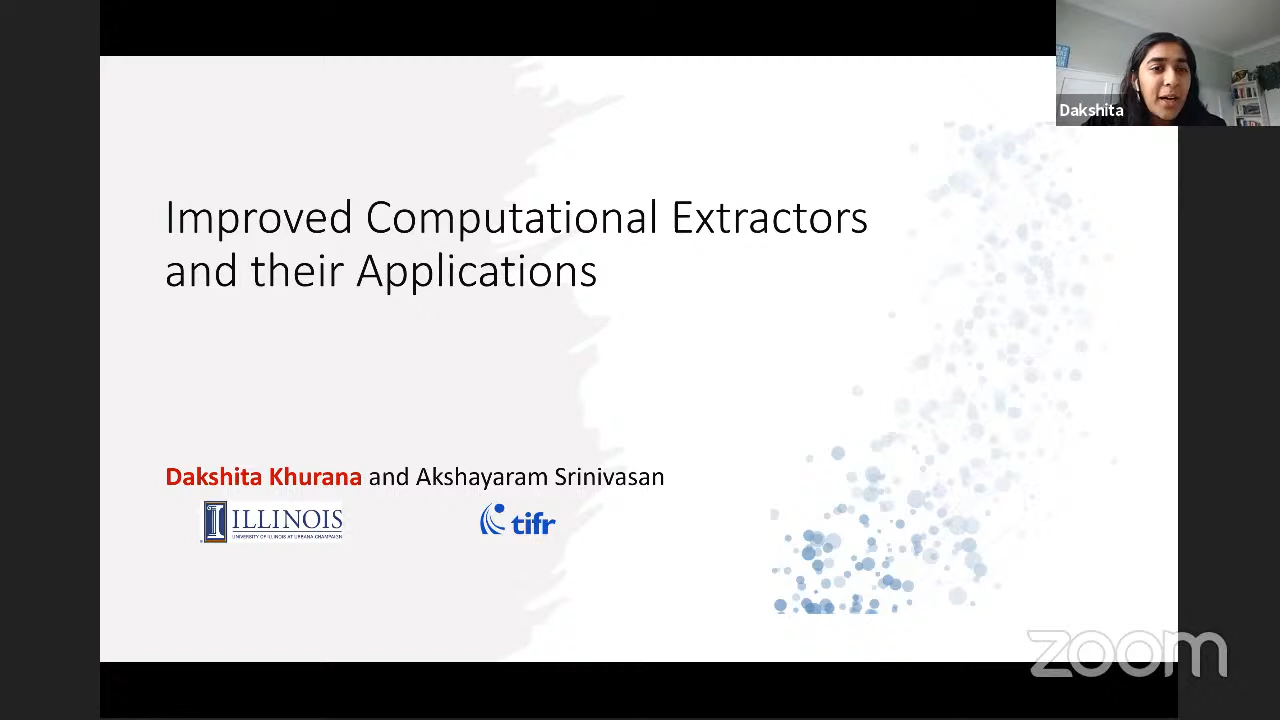 Dakshita
Improved Computational Extractors
and their Applications
Dakshita Khurana and Akshayaram Srinivasan
ILLINOIS
UNIVERSITY OF ILLINOIS AT URBANA-CHAMPAIGN
tifr
zoom